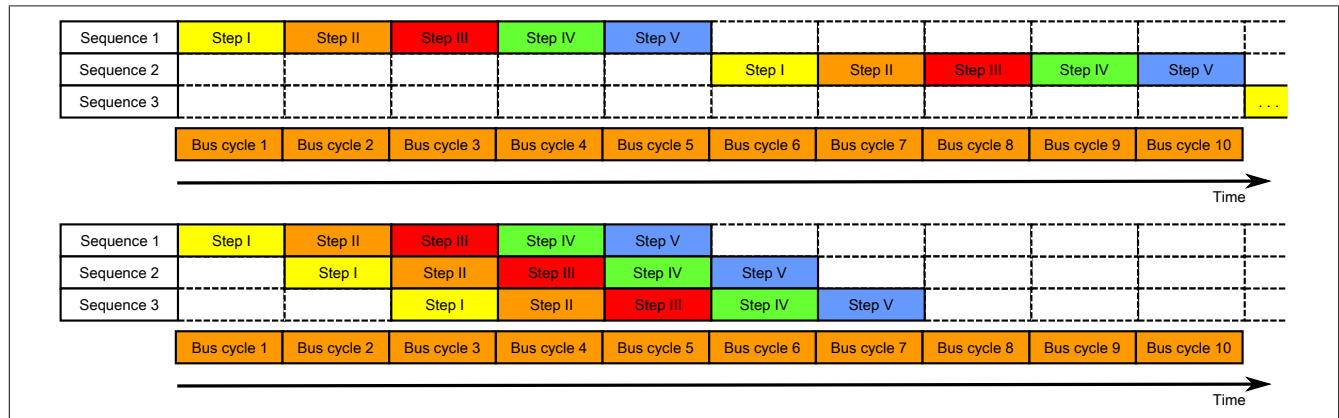 Sequence 1 Step I Step II Step III Step IV Step V
Sequence 2 Step I Step II Step III Step IV Step V
Sequence 3 . . .
Bus cycle 1 Bus cycle 2 Bus cycle 3 Bus cycle 4 Bus cycle 5 Bus cycle 6 Bus cycle 7 Bus cycle 8 Bus cycle 9 Bus cycle 10
Time
Sequence 1 Step I Step II Step III Step IV Step V
Sequence 2 Step I Step II Step III Step IV Step V
Sequence 3 Step I Step II Step III Step IV Step V
Bus cycle 1 Bus cycle 2 Bus cycle 3 Bus cycle 4 Bus cycle 5 Bus cycle 6 Bus cycle 7 Bus cycle 8 Bus cycle 9 Bus cycle 10
Time